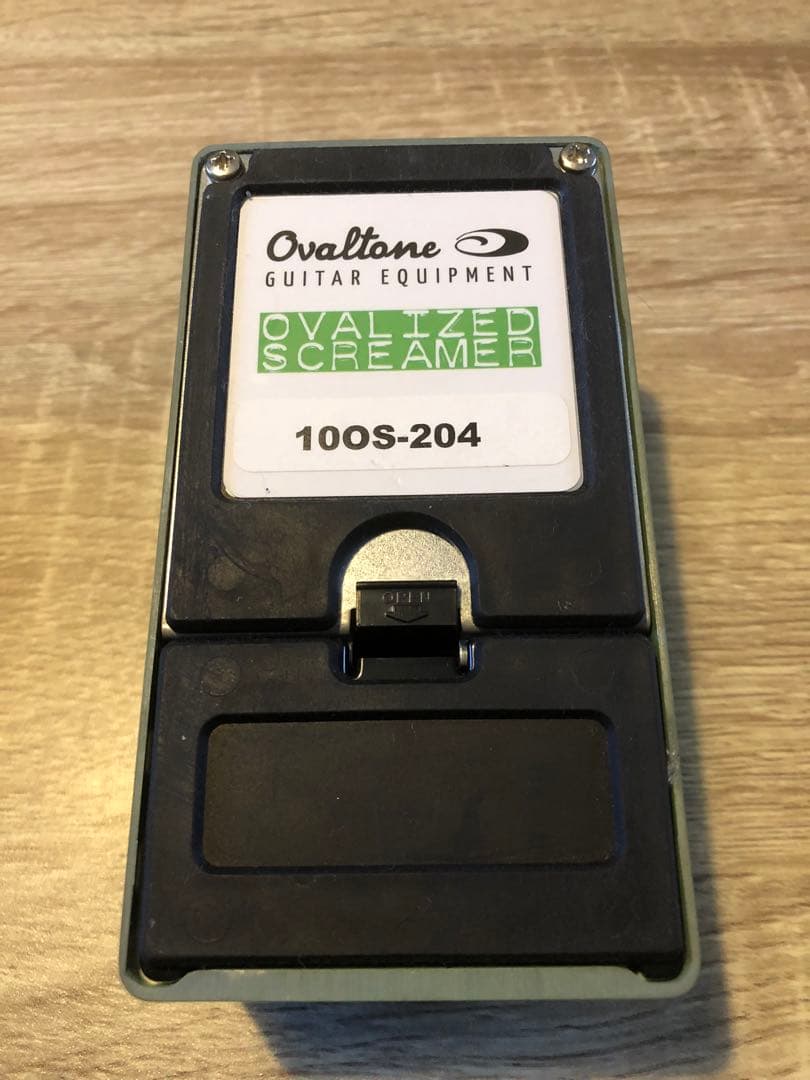 Ovaltone
GUITAR EQUIPMENT
OVALIZED
SCREAMER
10OS-204
OPEN